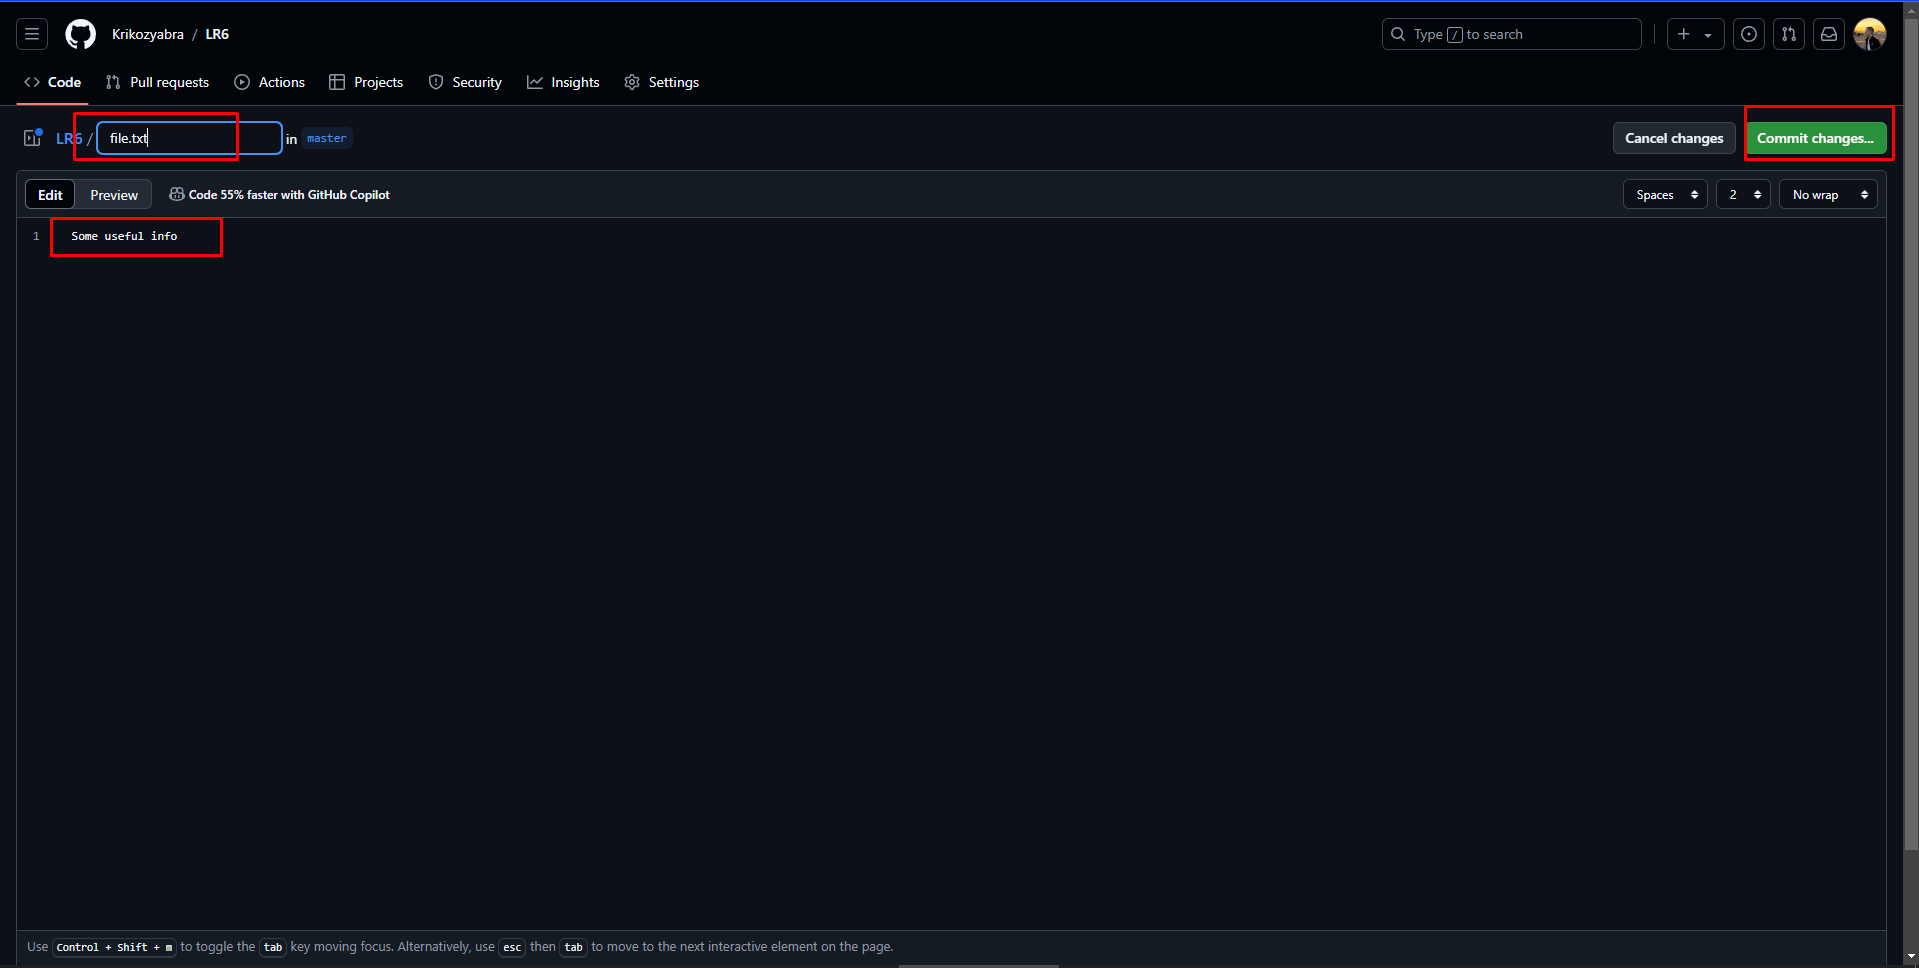 Krikozyabra / LR6
Type / to search
Code Pull requests Actions Projects Security Insights Settings
LR6 / file.txt in master
Cancel changes Commit changes...
Edit Preview Code 55% faster with GitHub Copilot
Spaces 2 No wrap
1 Some useful info
Use Control + Shift + m to toggle the tab key moving focus. Alternatively, use esc then tab to move to the next interactive element on the page.